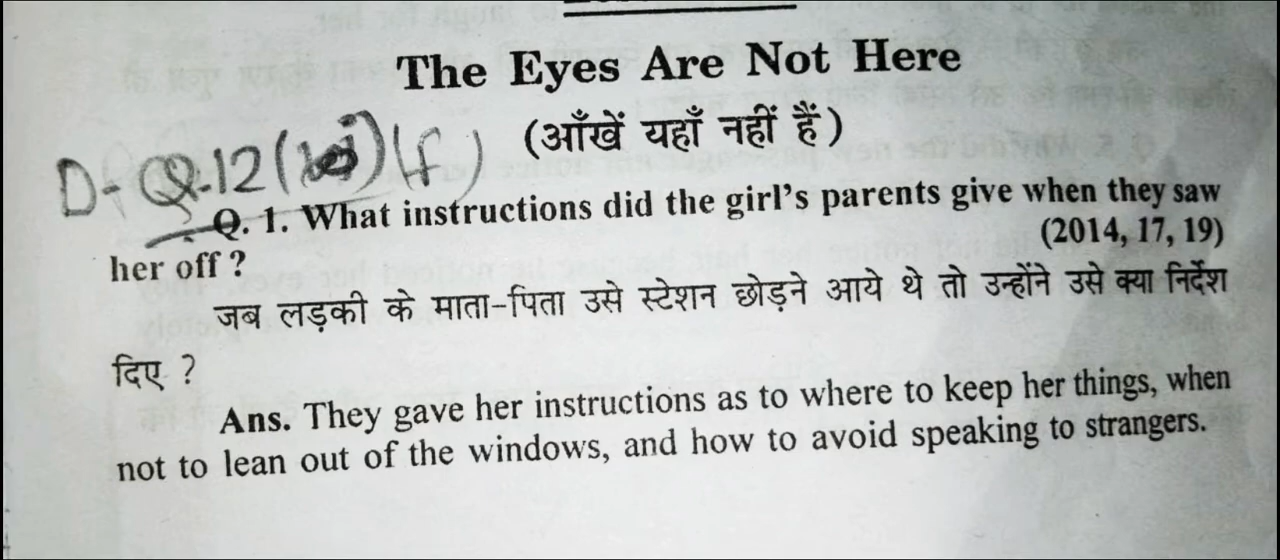 The Eyes Are Not Here
(आँखें यहाँ नहीं हैं)
D- Q.12 ( ) (f)
Q. 1. What instructions did the girl's parents give when they saw
her off ? (2014, 17, 19)
जब लड़की के माता-पिता उसे स्टेशन छोड़ने आये थे तो उन्होंने उसे क्या निर्देश
दिए ?
Ans. They gave her instructions as to where to keep her things, when
not to lean out of the windows, and how to avoid speaking to strangers.